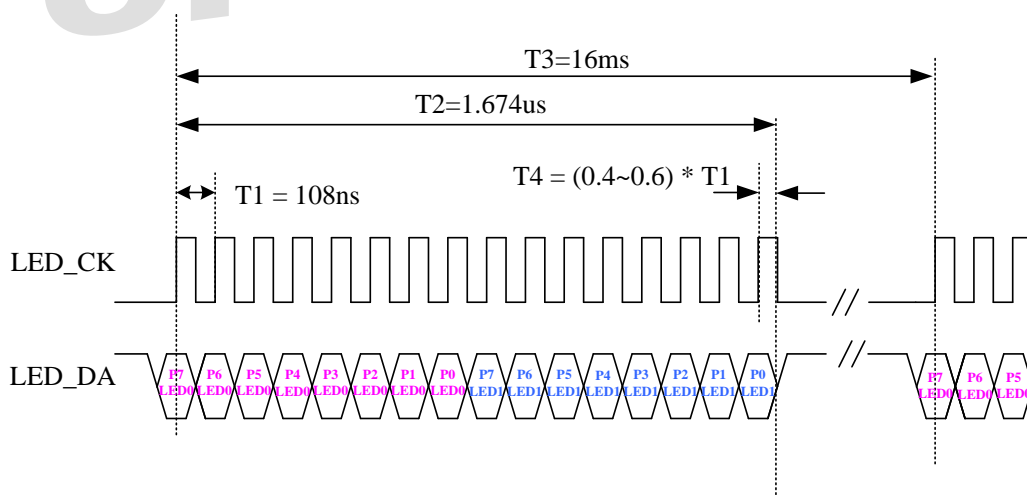 T3=16ms
T2=1.674us
T1 = 108ns
T4 = (0.4~0.6) * T1
LED_CK
//
//
LED_DA
P7 P6 P5 P4 P3 P2 P1 P0 P7 P6 P5 P4 P3 P2 P1 P0 P7 P6 P5
LED0 LED0 LED0 LED0 LED0 LED0 LED0 LED0 LED1 LED1 LED1 LED1 LED1 LED1 LED1 LED1 LED0 LED0 LED0